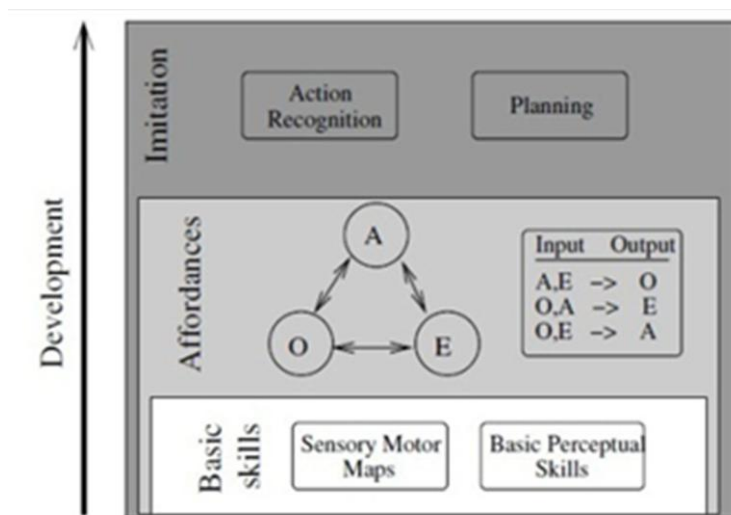 Development
Imitation
Action
Recognition
Planning
Affordances
A
O
E
Input Output
A,E -> O
O,A -> E
O,E -> A
Basic
skills
Sensory Motor
Maps
Basic Perceptual
Skills